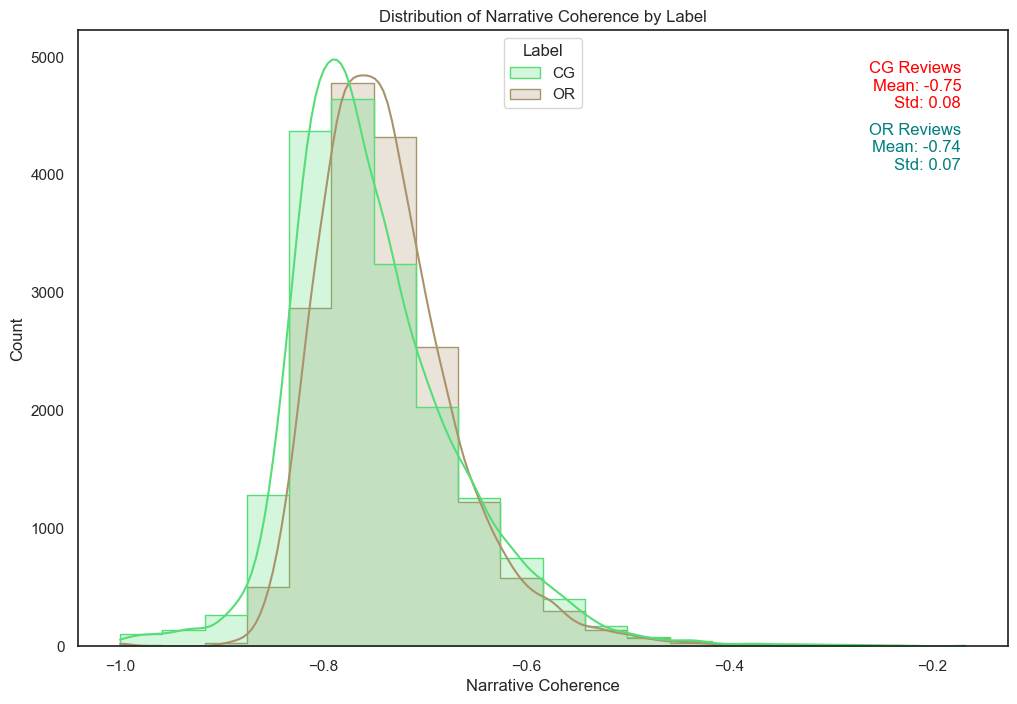 Distribution of Narrative Coherence by Label
Label
CG
OR
CG Reviews
Mean: -0.75
Std: 0.08
OR Reviews
Mean: -0.74
Std: 0.07
5000
4000
3000
2000
1000
0
Count
−1.0
−0.8
−0.6
−0.4
−0.2
Narrative Coherence